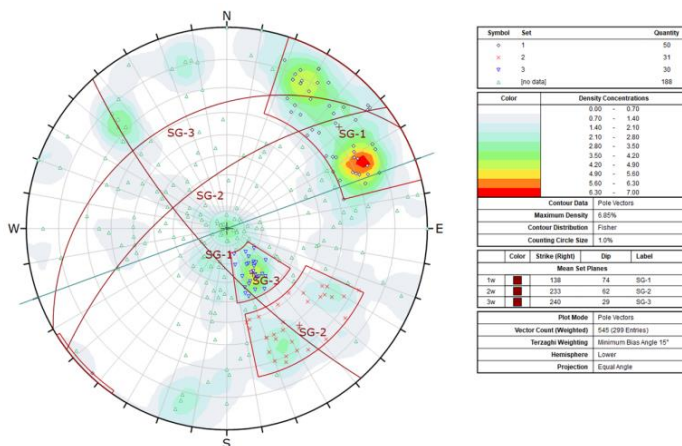 N
SG-3
SG-1
SG-2
W
E
SG-1
SG-3
SG-2
S
Symbol Set Quantity
1 50
2 31
3 30
[no data] 188
Color Density Concentrations
0.00 - 0.70
0.70 - 1.40
1.40 - 2.10
2.10 - 2.80
2.80 - 3.50
3.50 - 4.20
4.20 - 4.90
4.90 - 5.60
5.60 - 6.30
6.30 - 7.00
Contour Data Pole Vectors
Maximum Density 6.85%
Contour Distribution Fisher
Counting Circle Size 1.0%
Color Strike (Right) Dip Label
Mean Set Planes
1w 138 74 SG-1
2w 233 62 SG-2
3w 240 29 SG-3
Plot Mode Pole Vectors
Vector Count (Weighted) 545 (299 Entries)
Terzaghi Weighting Minimum Bias Angle 15°
Hemisphere Lower
Projection Equal Angle